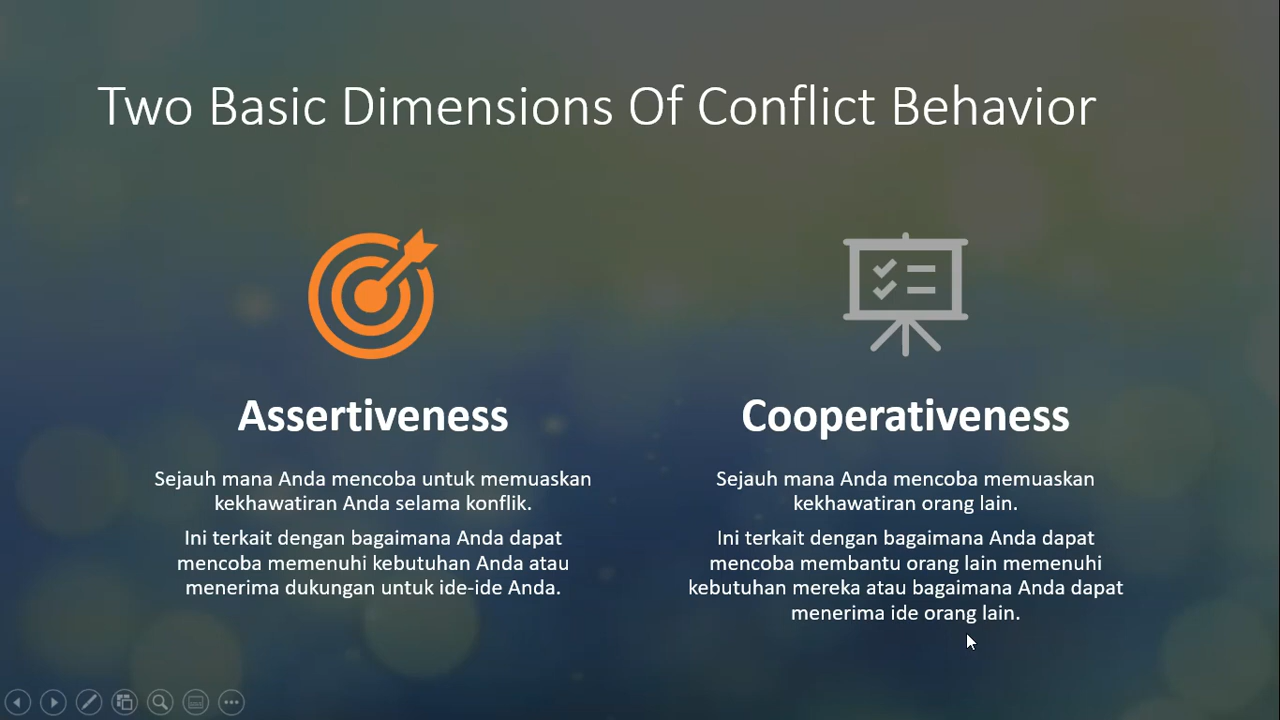 Two Basic Dimensions Of Conflict Behavior
Assertiveness
Sejauh mana Anda mencoba untuk memuaskan
kekhawatiran Anda selama konflik.
Ini terkait dengan bagaimana Anda dapat
mencoba memenuhi kebutuhan Anda atau
menerima dukungan untuk ide-ide Anda.
Cooperativeness
Sejauh mana Anda mencoba memuaskan
kekhawatiran orang lain.
Ini terkait dengan bagaimana Anda dapat
mencoba membantu orang lain memenuhi
kebutuhan mereka atau bagaimana Anda dapat
menerima ide orang lain.